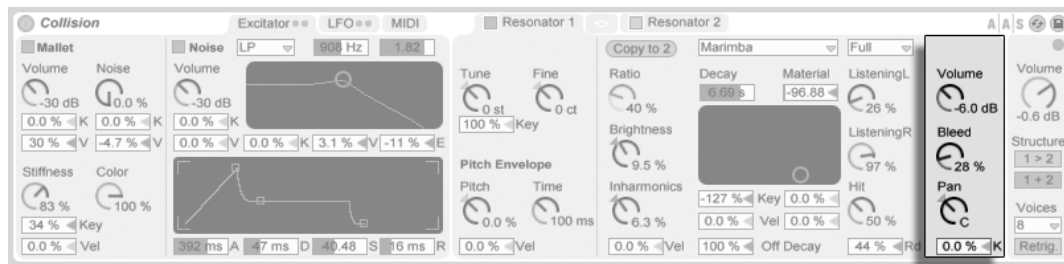 Collision
Excitator LFO MIDI
Resonator 1 Resonator 2
A A S
Mallet
Volume Noise
-30 dB 0.0 %
0.0 % K 0.0 % K
30 % V -4.7 % V
Stiffness Color
83 % 100 %
34 % Key
0.0 % Vel
Noise LP 908 Hz 1.82
Volume
-30 dB
0.0 % K
0.0 % V 0.0 % K 3.1 % V -11 % E
392 ms A 47 ms D 40.48 S 16 ms R
Tune Fine
0 st 0 ct
100 % Key
Pitch Envelope
Pitch Time
0.0 % 100 ms
0.0 % Vel
Copy to 2 Marimba Full
Ratio
40 %
Brightness
9.5 %
Inharmonics
6.3 %
0.0 % Vel
Decay Material
6.69 s -96.88
-127 % Key 0.0 %
0.0 % Vel 0.0 %
100 % Off Decay
ListeningL
26 %
ListeningR
97 %
Hit
50 %
44 % Rd
Volume
-6.0 dB
Bleed
28 %
Pan
C
0.0 % K
Volume
-0.6 dB
Structure
1 > 2
1 + 2
Voices
8
Retrig.